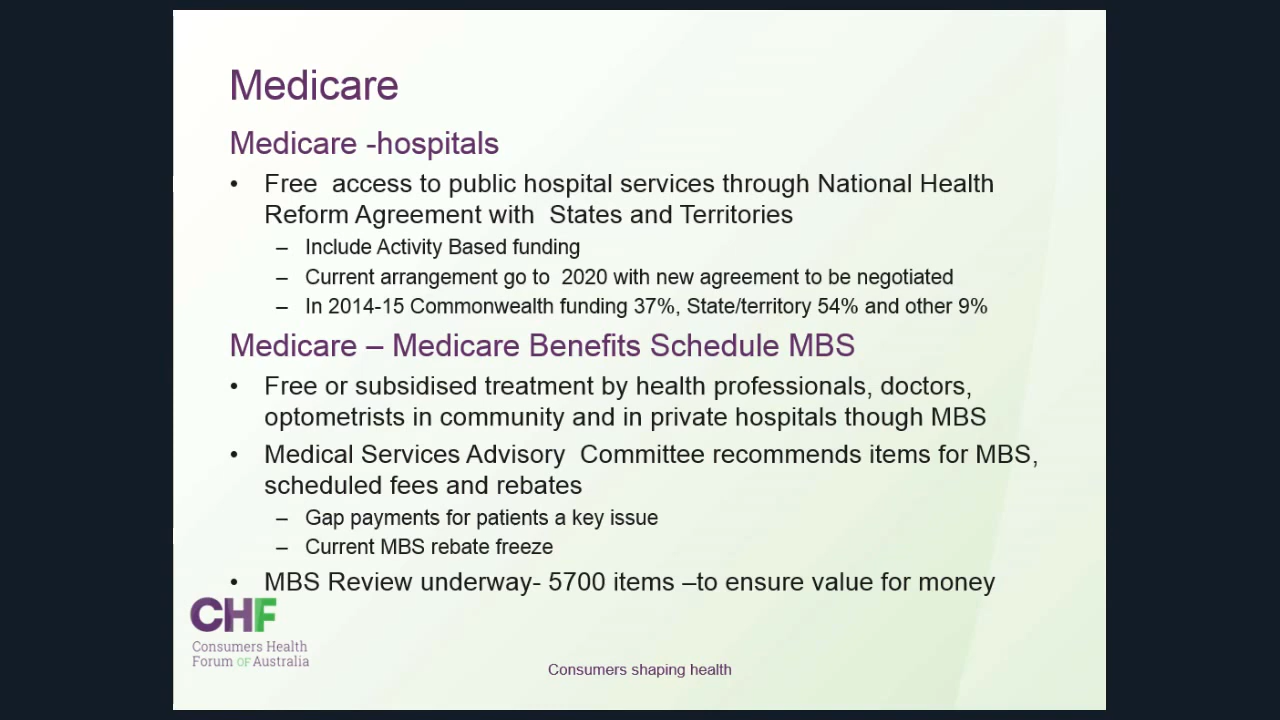 Medicare
Medicare -hospitals
• Free  access to public hospital services through National Health
Reform Agreement with  States and Territories
– Include Activity Based funding
– Current arrangement go to  2020 with new agreement to be negotiated
– In 2014-15 Commonwealth funding 37%, State/territory 54% and other 9%
Medicare – Medicare Benefits Schedule MBS
• Free or subsidised treatment by health professionals, doctors,
optometrists in community and in private hospitals though MBS
• Medical Services Advisory  Committee recommends items for MBS,
scheduled fees and rebates
– Gap payments for patients a key issue
– Current MBS rebate freeze
• MBS Review underway- 5700 items –to ensure value for money
CHF
Consumers Health
Forum OF Australia
Consumers shaping health